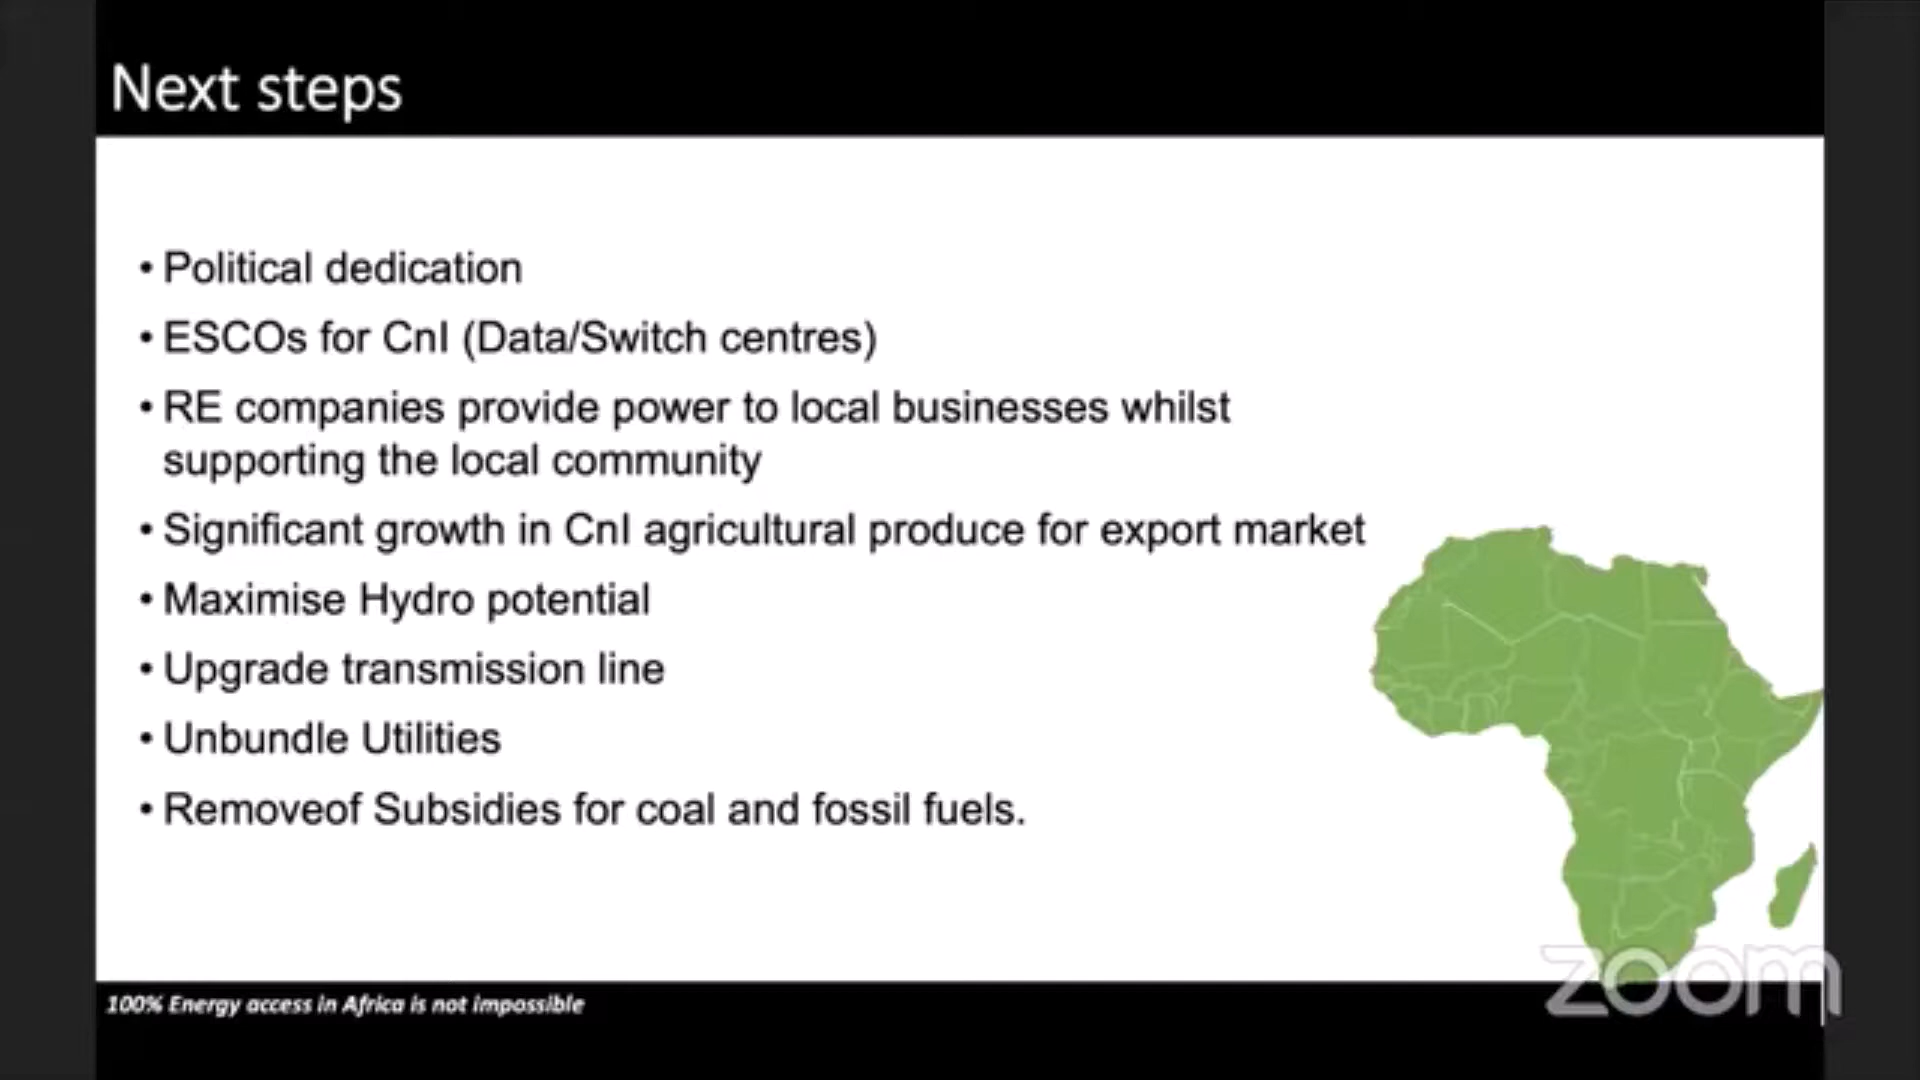 Next steps
• Political dedication
• ESCOs for CnI (Data/Switch centres)
• RE companies provide power to local businesses whilst
supporting the local community
• Significant growth in CnI agricultural produce for export market
• Maximise Hydro potential
• Upgrade transmission line
• Unbundle Utilities
• Removeof Subsidies for coal and fossil fuels.
100% Energy access in Africa is not impossible
zoom